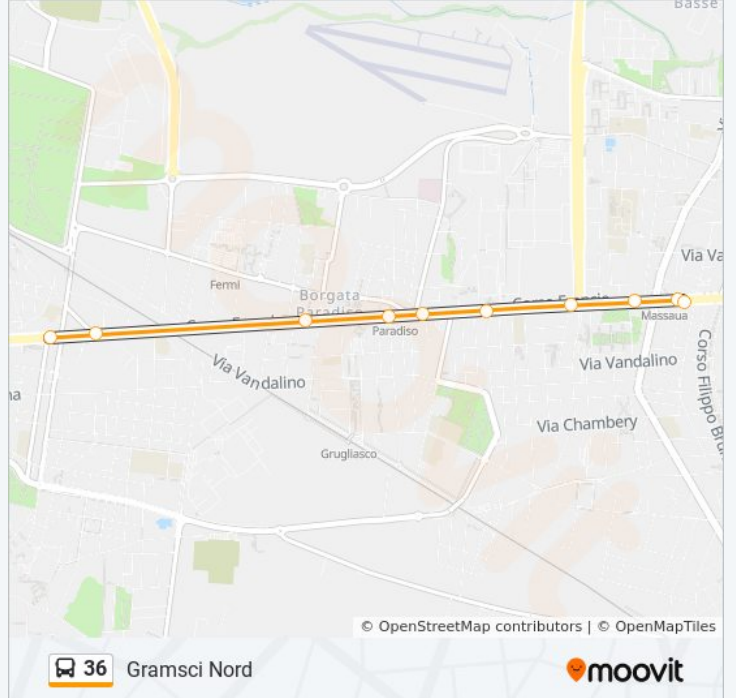 Basse
Via Va
Fermi
Borgata
Paradiso
Corso Francia
Paradiso
Massaua
Via Vandalino
Via Vandalino
Corso Filippo Bru
Via Chambery
na
Grugliasco
© OpenStreetMap contributors | © OpenMapTiles
36 Gramsci Nord
moovit